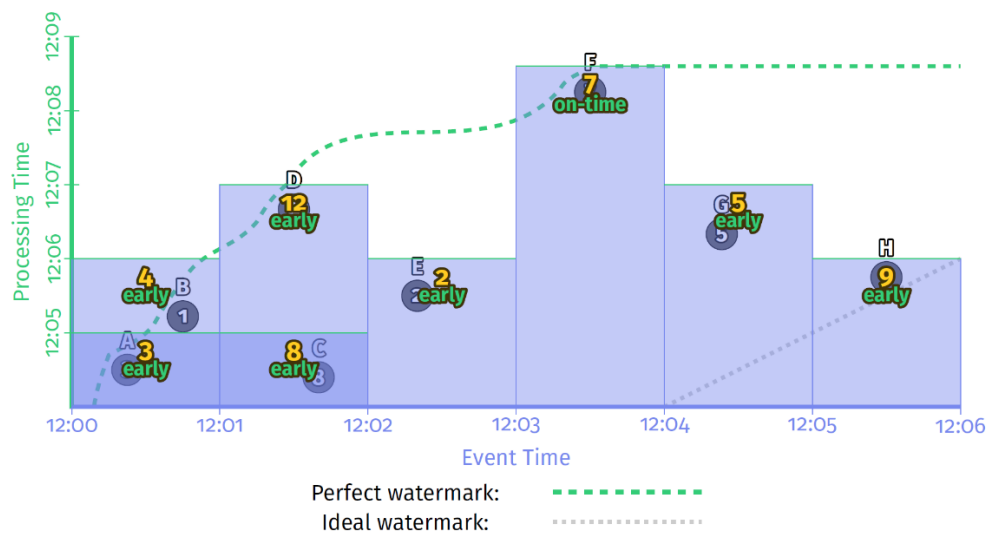 12:09
12:08
12:07
12:06
12:05
Processing Time
F
7
on-time
D
12
early
G
5
5
early
H
9
early
4
early
B
1
E
2
2
early
A
3
early
8
early
C
12:00
12:01
12:02
12:03
12:04
12:05
12:06
Event Time
Perfect watermark:
Ideal watermark: